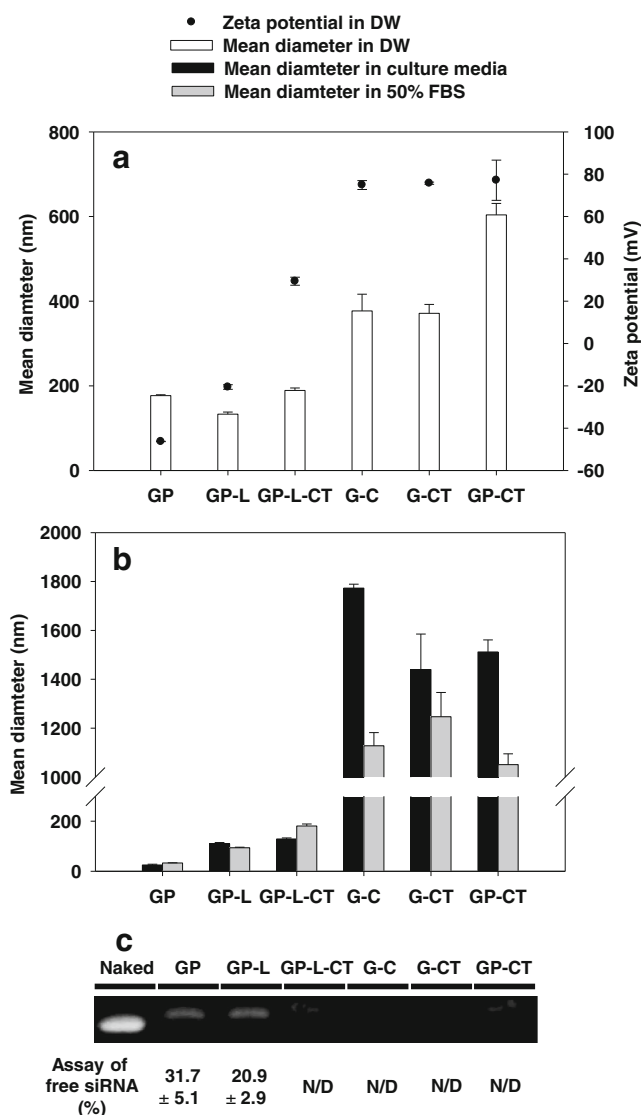 Zeta potential in DW
Mean diameter in DW
Mean diamteter in culture media
Mean diamteter in 50% FBS
a
800
600
400
200
0
Mean diamteter (nm)
100
80
60
40
20
0
-20
-40
-60
Zeta potential (mV)
GP GP-L GP-L-CT G-C G-CT GP-CT
b
2000
1800
1600
1400
1200
1000
200
0
Mean diamteter (nm)
GP GP-L GP-L-CT G-C G-CT GP-CT
c
Naked GP GP-L GP-L-CT G-C G-CT GP-CT
Assay of
free siRNA
(%)
31.7
± 5.1
20.9
± 2.9
N/D N/D N/D N/D